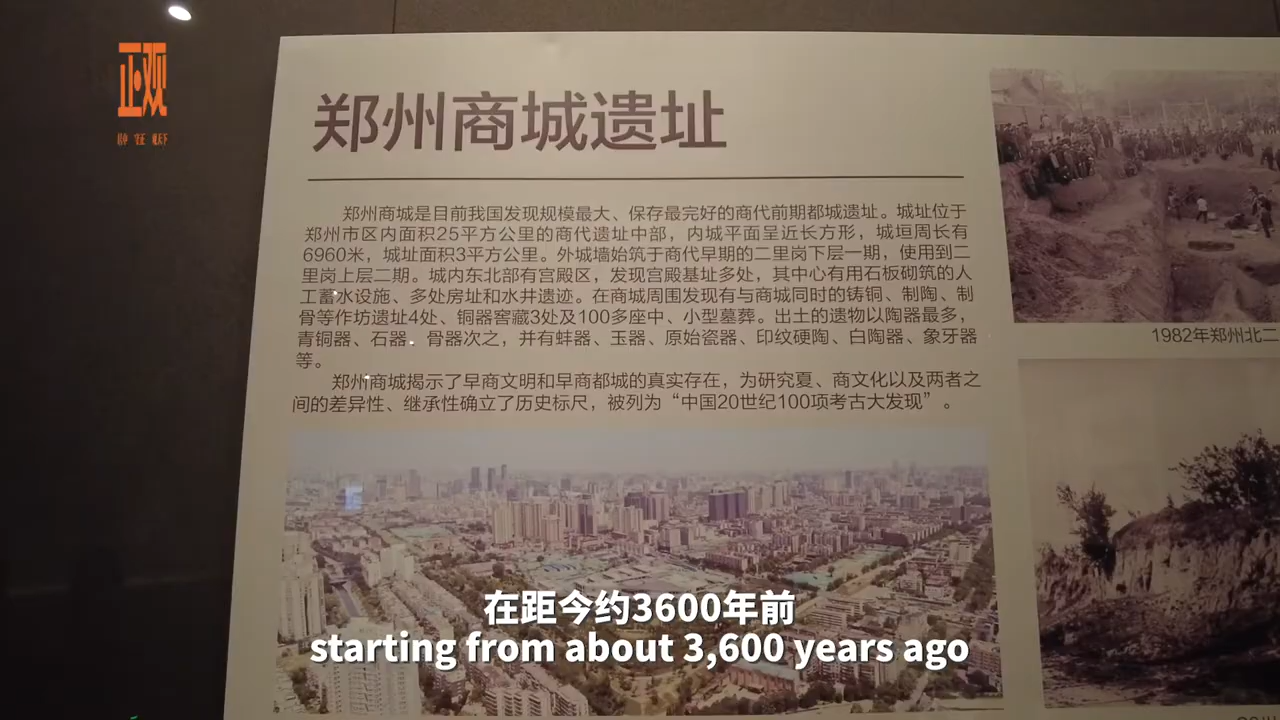 正观
郑州商城遗址
郑州商城是目前我国发现规模最大、保存最完好的商代前期都城遗址。城址位于
郑州市区内面积25平方公里的商代遗址中部，内城平面呈近长方形，城垣周长有
6960米，城址面积3平方公里。外城墙始筑于商代早期的二里岗下层一期，使用到二
里岗上层二期。城内东北部有宫殿区，发现宫殿基址多处，其中心有用石板砌筑的人
工蓄水设施、多处房址和水井遗迹。在商城周围发现有与商城同时的铸铜、制陶、制
骨等作坊遗址4处、铜器窖藏3处及100多座中、小型墓葬。出土的遗物以陶器最多，
青铜器、石器、骨器次之，并有蚌器、玉器、原始瓷器、印纹硬陶、白陶器、象牙器
等。
郑州商城揭示了早商文明和早商都城的真实存在，为研究夏、商文化以及两者之
间的差异性、继承性确立了历史标尺，被列为“中国20世纪100项考古大发现”。
1982年郑州北二
在距今约3600年前
starting from about 3,600 years ago